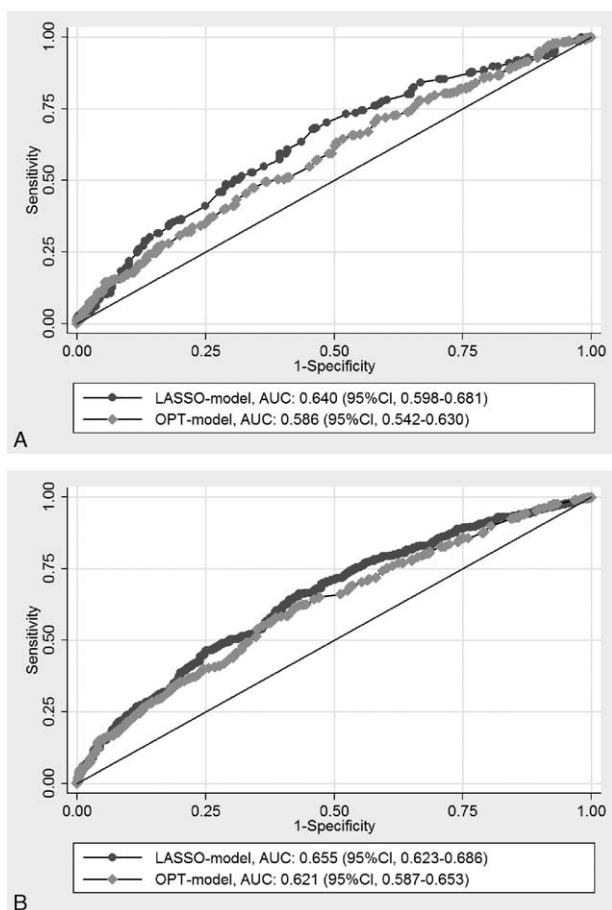 1.00
0.75
0.50
0.25
0.00
Sensitivity
0.00 0.25 0.50 0.75 1.00
1-Specificity
LASSO-model, AUC: 0.640 (95%CI, 0.598-0.681)
OPT-model, AUC: 0.586 (95%CI, 0.542-0.630)
A
1.00
0.75
0.50
0.25
0.00
Sensitivity
0.00 0.25 0.50 0.75 1.00
1-Specificity
LASSO-model, AUC: 0.655 (95%CI, 0.623-0.686)
OPT-model, AUC: 0.621 (95%CI, 0.587-0.653)
B